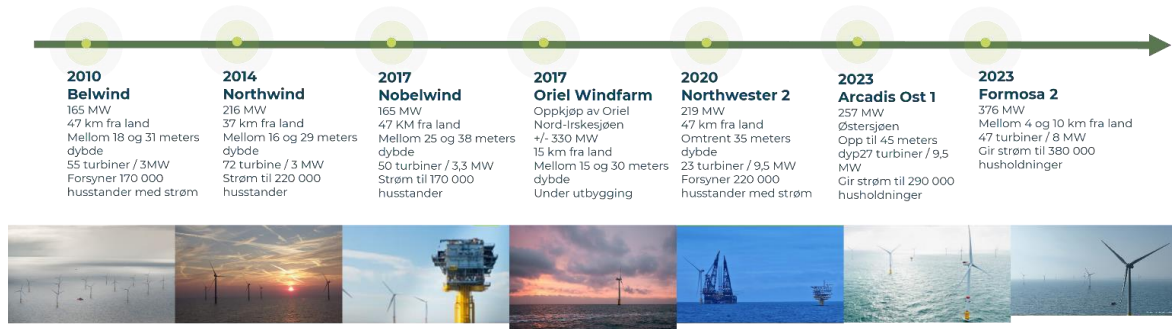 2010
Belwind
165 MW
47 km fra land
Mellom 18 og 31 meters
dybde
55 turbiner / 3MW
Forsyner 170 000
husstander med strøm
2014
Northwind
216 MW
37 km fra land
Mellom 16 og 29 meters
dybde
72 turbine / 3 MW
Strøm til 220 000
husstander
2017
Nobelwind
165 MW
47 KM fra land
Mellom 25 og 38 meters
dybde
50 turbiner / 3,3 MW
Strøm til 170 000
husstander
2017
Oriel Windfarm
Oppkjøp av Oriel
Nord-Irskesjøen
+/- 330 MW
15 km fra land
Mellom 15 og 30 meters
dybde
Under utbygging
2020
Northwester 2
219 MW
47 km fra land
Omtrent 35 meters
dybde
23 turbiner / 9,5 MW
Forsyner 220 000
husstander med strøm
2023
Arcadis Ost 1
257 MW
Østersjøen
Opp til 45 meters
dyp27 turbiner / 9,5
MW
Gir strøm til 290 000
husholdninger
2023
Formosa 2
376 MW
Mellom 4 og 10 km fra land
47 turbiner / 8 MW
Gir strøm til 380 000
husholdninger